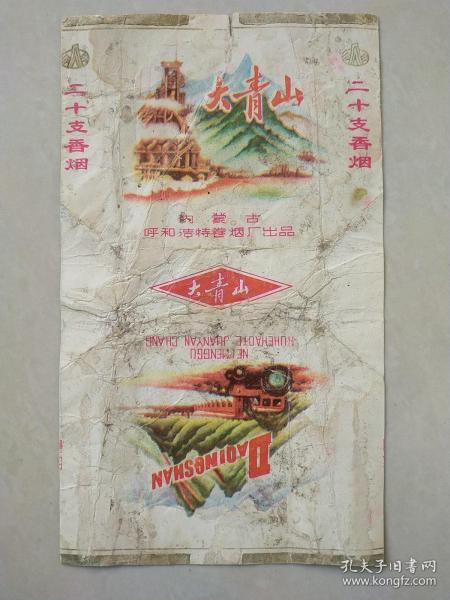 大青山
二十支香烟
二十支香烟
内蒙古
呼和浩特卷烟厂出品
大青山
NEIMENGGU
HUHEHAOTE JUANYAN CHANG
DAQINGSHAN
孔夫子旧书网
www.kongfz.com